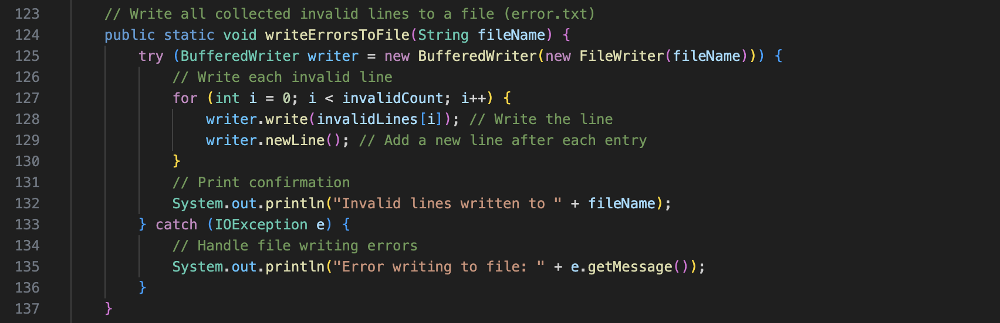 123 // Write all collected invalid lines to a file (error.txt)
124 public static void writeErrorsToFile(String fileName) {
125 try (BufferedWriter writer = new BufferedWriter(new FileWriter(fileName))) {
126 // Write each invalid line
127 for (int i = 0; i < invalidCount; i++) {
128 writer.write(invalidLines[i]); // Write the line
129 writer.newLine(); // Add a new line after each entry
130 }
131 // Print confirmation
132 System.out.println("Invalid lines written to " + fileName);
133 } catch (IOException e) {
134 // Handle file writing errors
135 System.out.println("Error writing to file: " + e.getMessage());
136 }
137 }